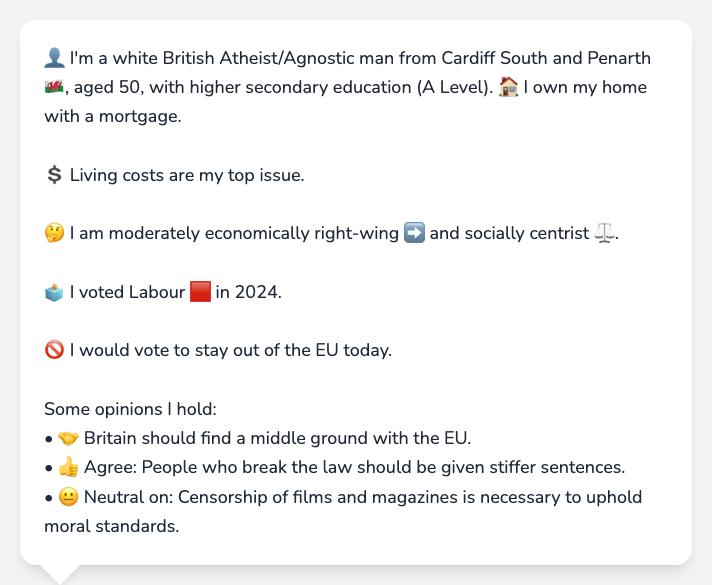 👤 I'm a white British Atheist/Agnostic man from Cardiff South and Penarth
🏴󠁧󠁢󠁷󠁬󠁳󠁿, aged 50, with higher secondary education (A Level). 🏠 I own my home
with a mortgage.
💲 Living costs are my top issue.
🤔 I am moderately economically right-wing ➡️ and socially centrist ⚖️.
🗳️ I voted Labour 🟥 in 2024.
🚫 I would vote to stay out of the EU today.
Some opinions I hold:
• 🤝 Britain should find a middle ground with the EU.
• 👍 Agree: People who break the law should be given stiffer sentences.
• 😐 Neutral on: Censorship of films and magazines is necessary to uphold
moral standards.